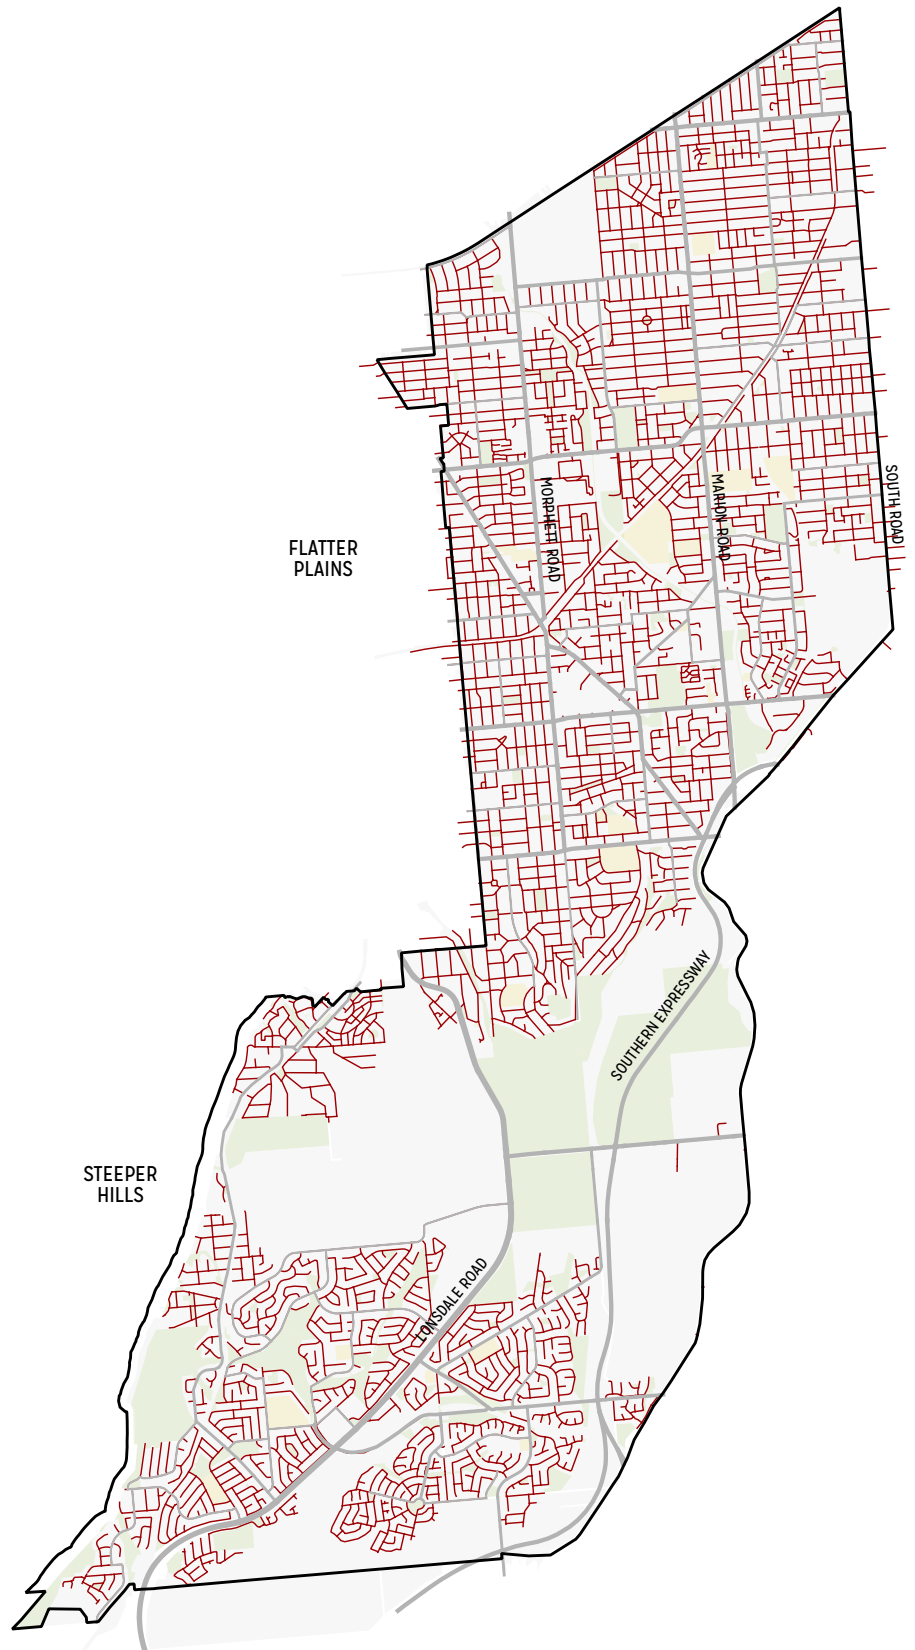 SOUTH ROAD
MARION ROAD
MORPHETT ROAD
FLATTER
PLAINS
SOUTHERN EXPRESSWAY
STEEPER
HILLS
LONSDALE ROAD